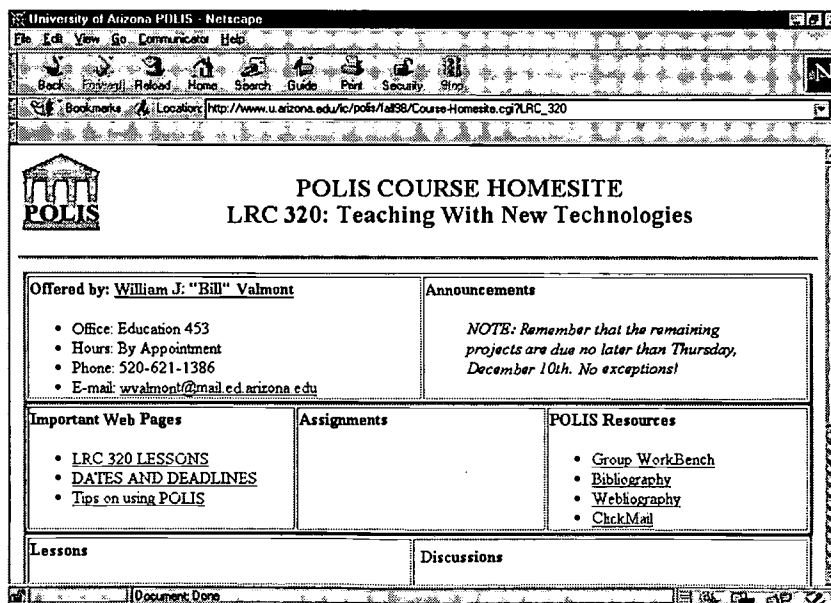 University of Arizona POLIS - Netscape
File Edit View Go Communicator Help
Back Forward Reload Home Search Guide Print Security Stop
Bookmarks Location: http://www.u.arizona.edu/ic/polis/fall98/Course-Homesite.cgi?LRC_320
POLIS
POLIS COURSE HOMESITE
LRC 320: Teaching With New Technologies
Offered by: William J. "Bill" Valmont
• Office: Education 453
• Hours: By Appointment
• Phone: 520-621-1386
• E-mail: wvalmont@mail.ed.arizona.edu
Announcements
NOTE: Remember that the remaining
projects are due no later than Thursday,
December 10th. No exceptions!
Important Web Pages
• LRC 320 LESSONS
• DATES AND DEADLINES
• Tips on using POLIS
Assignments
POLIS Resources
• Group WorkBench
• Bibliography
• Webliography
• ClickMail
Lessons
Discussions
Document: Done